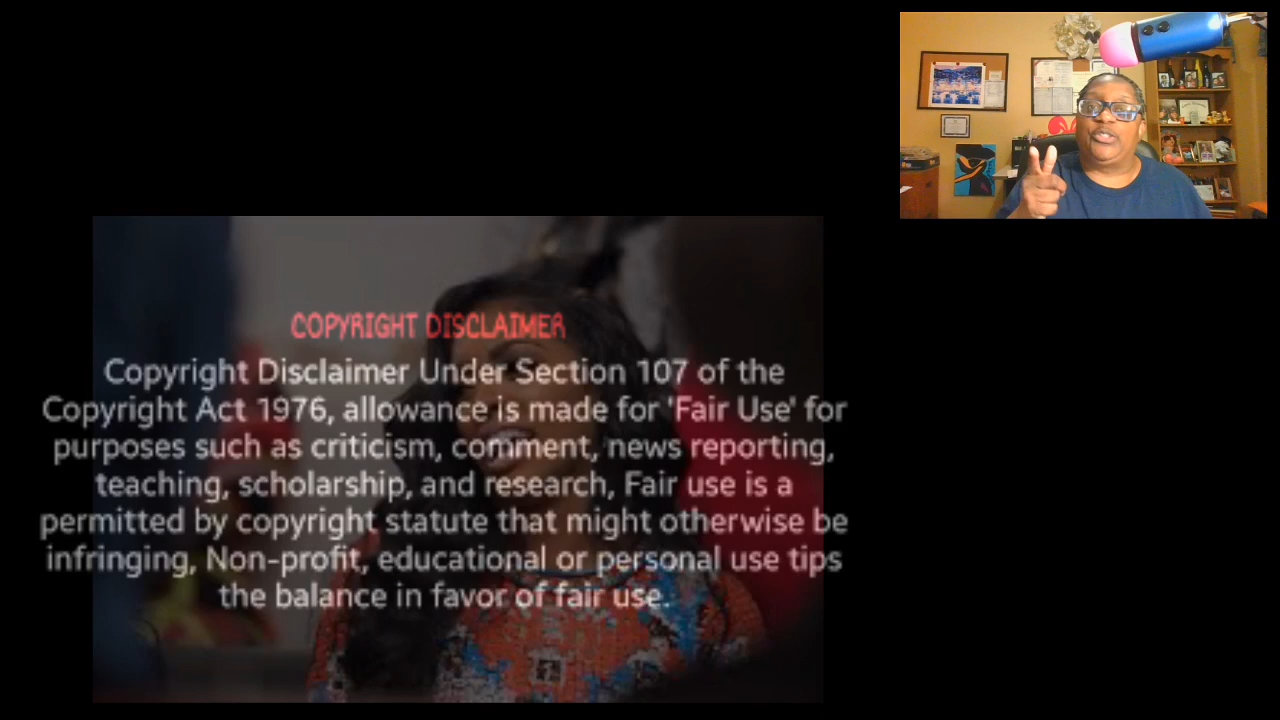 COPYRIGHT DISCLAIMER
Copyright Disclaimer Under Section 107 of the
Copyright Act 1976, allowance is made for 'Fair Use' for
purposes such as criticism, comment, news reporting,
teaching, scholarship, and research, Fair use is a
permitted by copyright statute that might otherwise be
infringing, Non-profit, educational or personal use tips
the balance in favor of fair use.